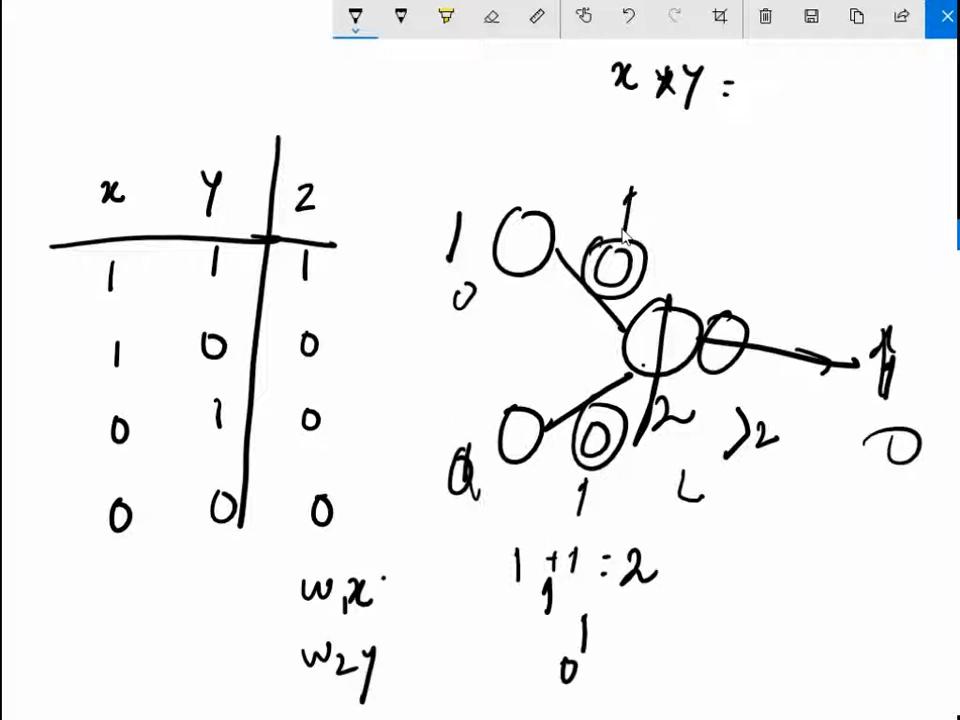 x * y =
x y z
1 1 1
1 0 0
0 1 0
0 0 0
1
0
1
2
>2
L
1
0
1 + 1 = 2
1
1
0
w1x
w2y